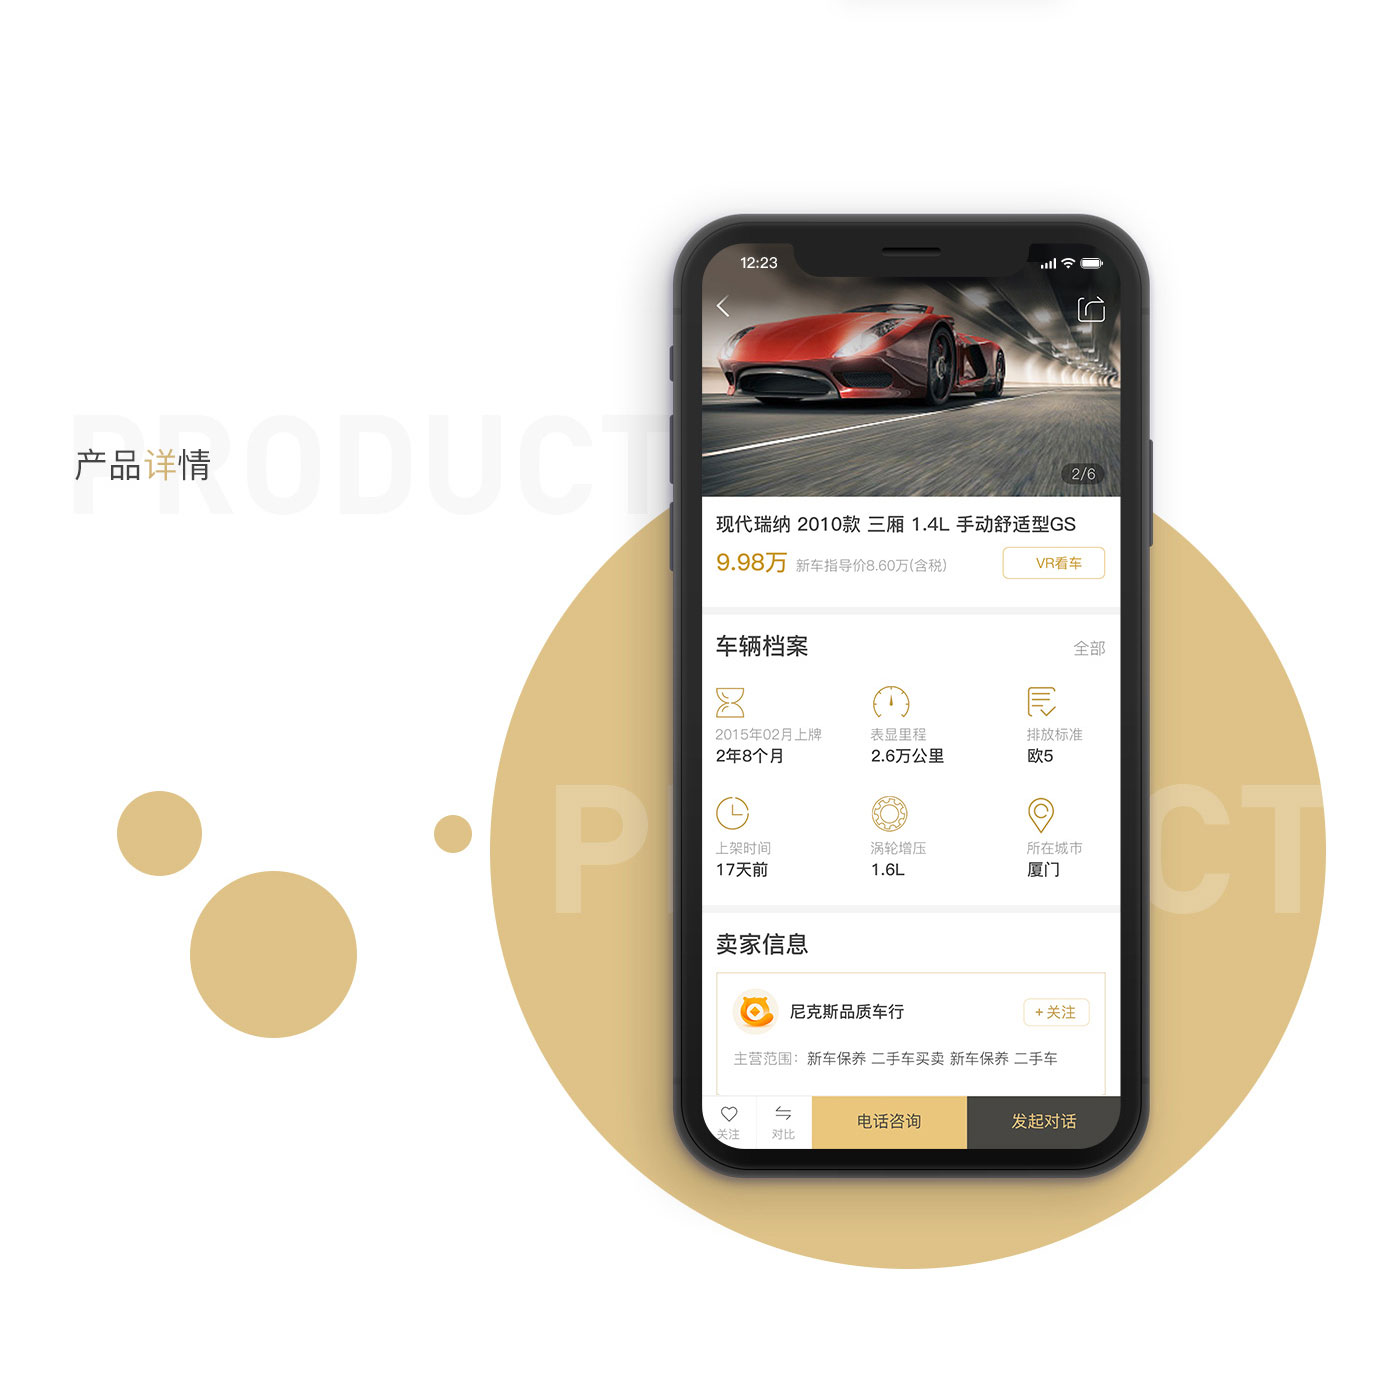 PRODUCT
产品详情
12:23
2/6
现代瑞纳 2010款 三厢 1.4L 手动舒适型GS
9.98万 新车指导价8.60万(含税) VR看车
车辆档案 全部
2015年02月上牌 表显里程 排放标准
2年8个月 2.6万公里 欧5
上架时间 涡轮增压 所在城市
17天前 1.6L 厦门
P CT
卖家信息
尼克斯品质车行 +关注
主营范围： 新车保养 二手车买卖 新车保养 二手车
关注 对比 电话咨询 发起对话